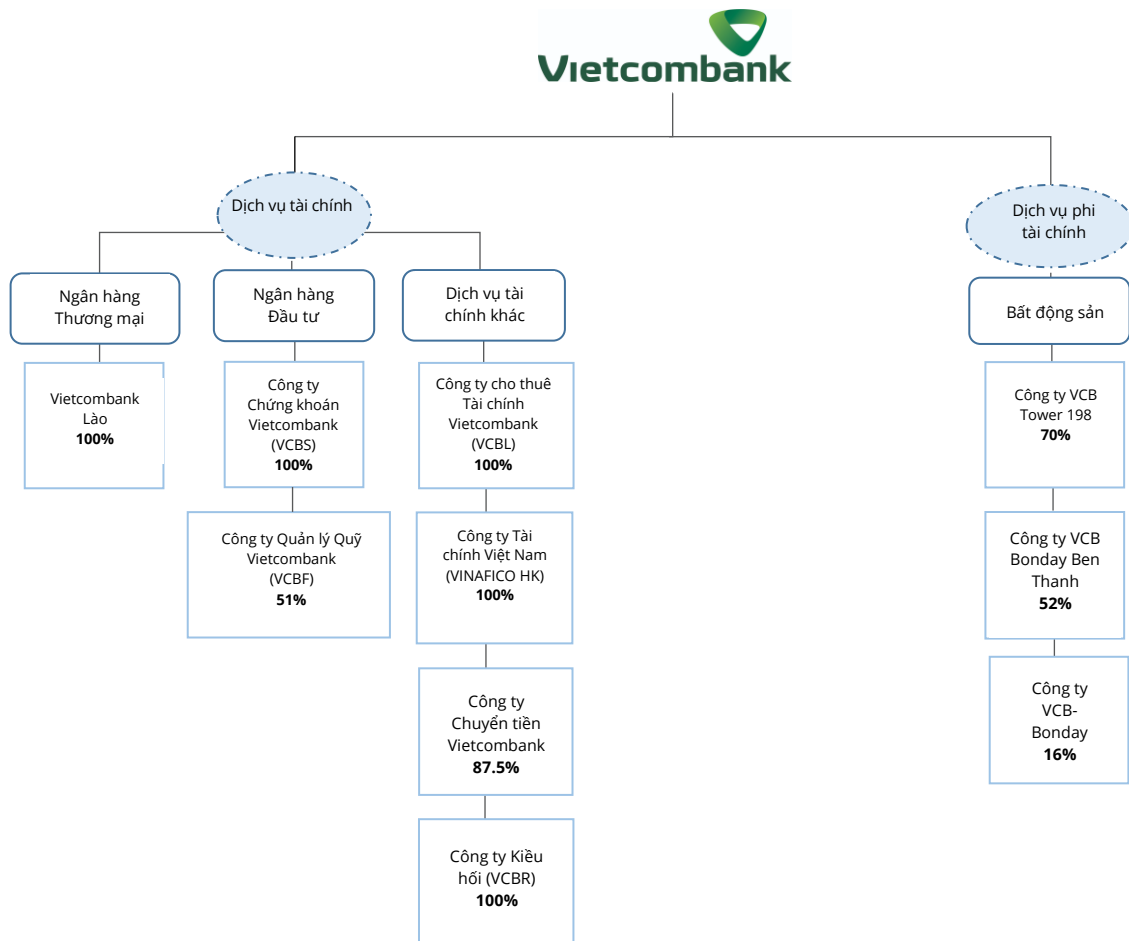 Vietcombank
Dịch vụ tài chính
Dịch vụ phi
tài chính
Ngân hàng
Thương mại
Ngân hàng
Đầu tư
Dịch vụ tài
chính khác
Bất động sản
Vietcombank
Lào
100%
Công ty
Chứng khoán
Vietcombank
(VCBS)
100%
Công ty cho thuê
Tài chính
Vietcombank
(VCBL)
100%
Công ty VCB
Tower 198
70%
Công ty Quản lý Quỹ
Vietcombank
(VCBF)
51%
Công ty Tài
chính Việt Nam
(VINAFICO HK)
100%
Công ty VCB
Bonday Ben
Thanh
52%
Công ty
Chuyển tiền
Vietcombank
87.5%
Công ty
VCB-
Bonday
16%
Công ty Kiều
hối (VCBR)
100%